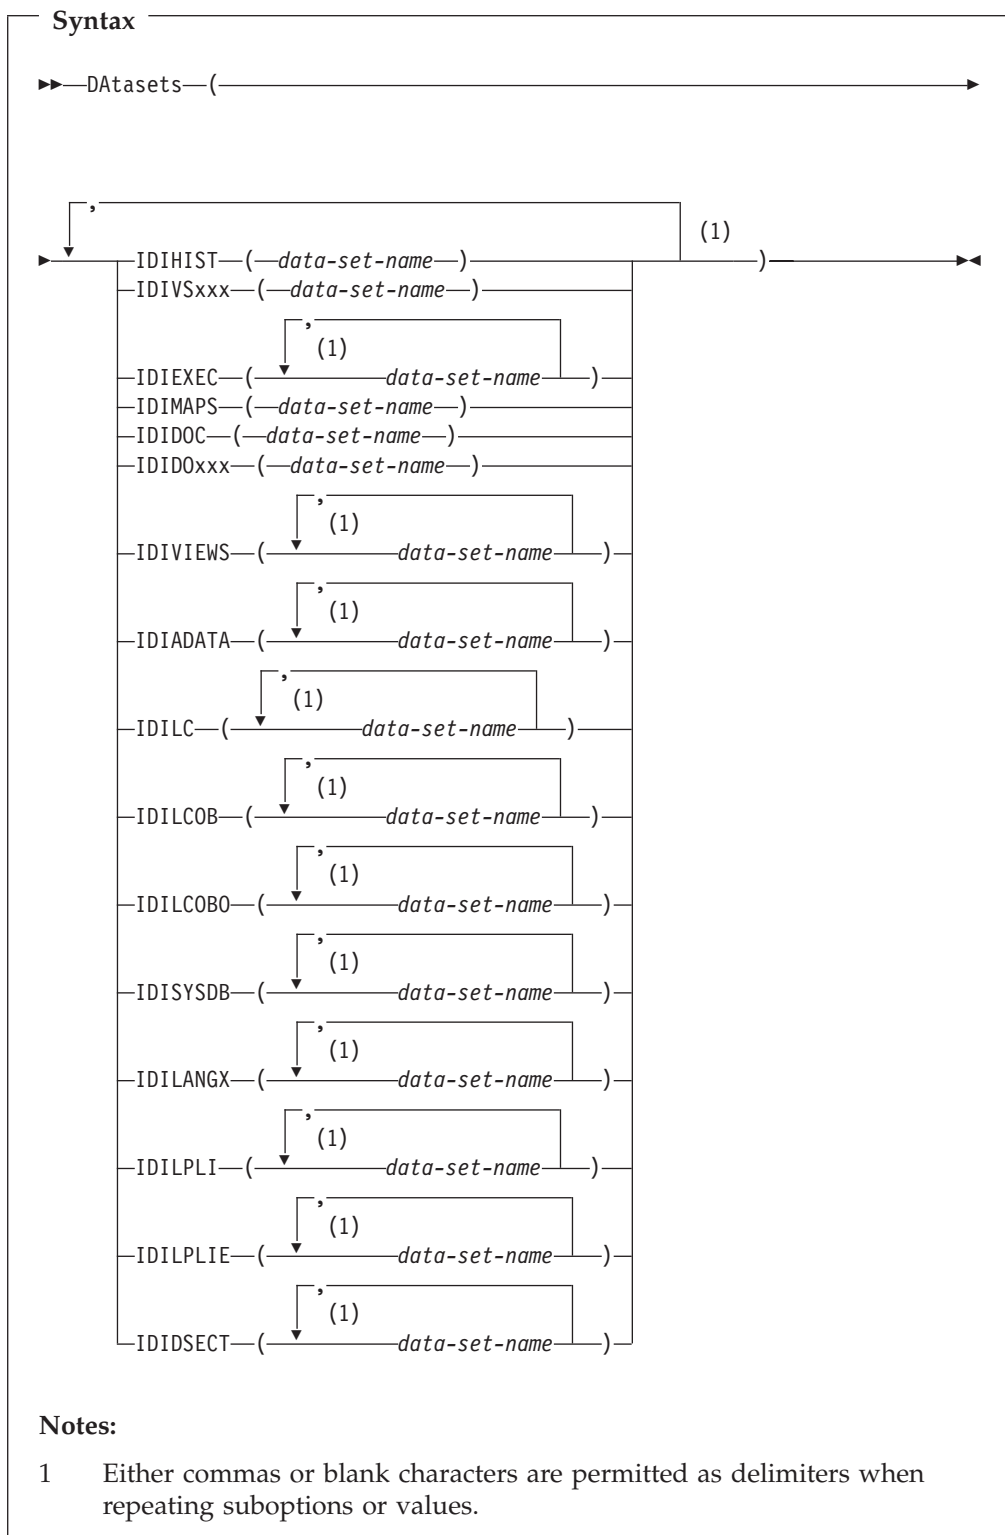 Syntax
DAtasets (
,
(1)
IDIHIST ( data-set-name ) )
IDIVSxxx ( data-set-name )
,
(1)
IDIEXEC ( data-set-name )
IDIMAPS ( data-set-name )
IDIDOC ( data-set-name )
IDIDOxxx ( data-set-name )
,
(1)
IDIVIEWS ( data-set-name )
,
(1)
IDIADATA ( data-set-name )
,
(1)
IDILC ( data-set-name )
,
(1)
IDILCOB ( data-set-name )
,
(1)
IDILCOBO ( data-set-name )
,
(1)
IDISYSDB ( data-set-name )
,
(1)
IDILANGX ( data-set-name )
,
(1)
IDILPLI ( data-set-name )
,
(1)
IDILPLIE ( data-set-name )
,
(1)
IDIDSECT ( data-set-name )
Notes:
1 Either commas or blank characters are permitted as delimiters when
repeating suboptions or values.